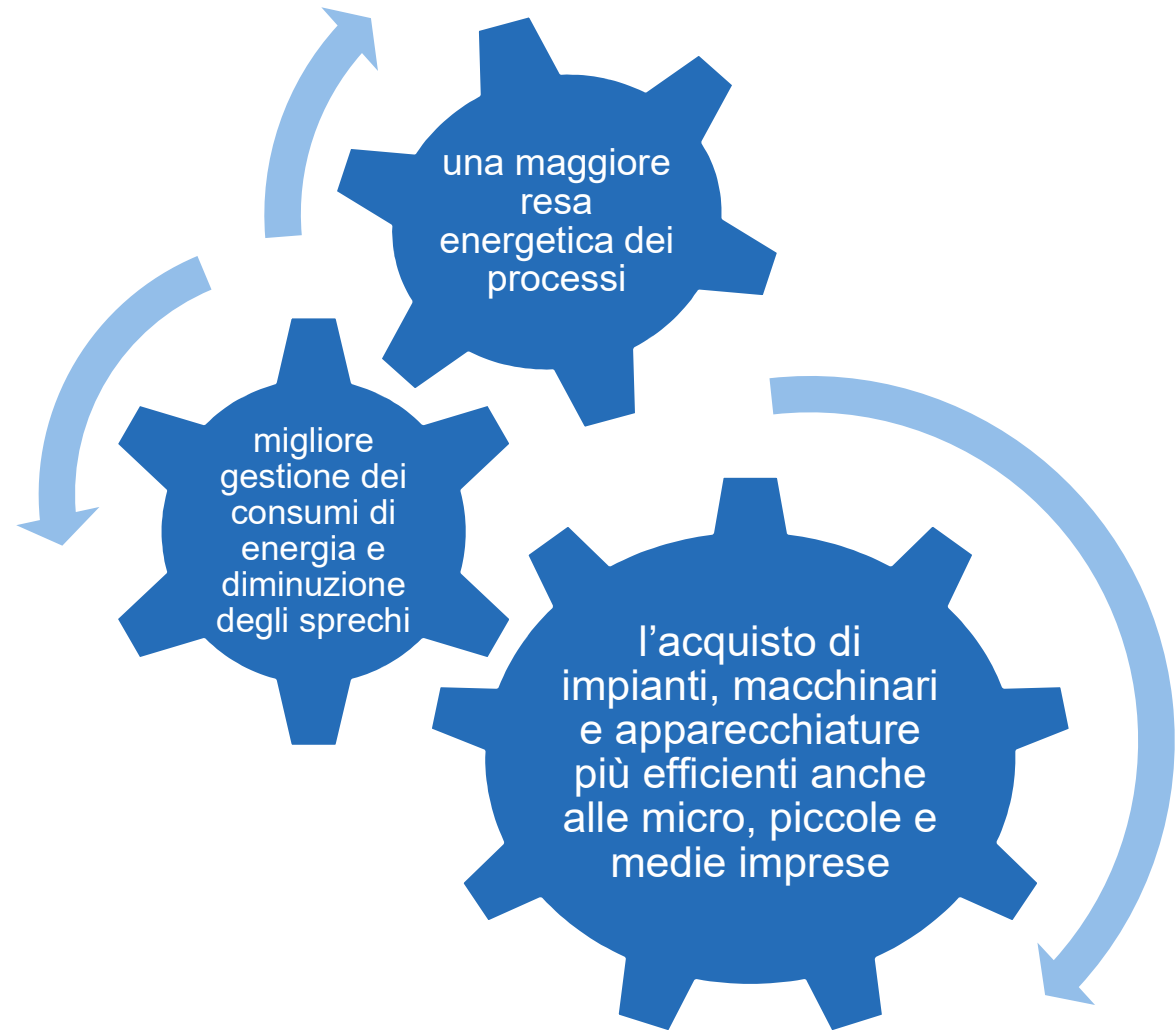 una maggiore
resa
energetica dei
processi
migliore
gestione dei
consumi di
energia e
diminuzione
degli sprechi
l’acquisto di
impianti, macchinari
e apparecchiature
più efficienti anche
alle micro, piccole e
medie imprese